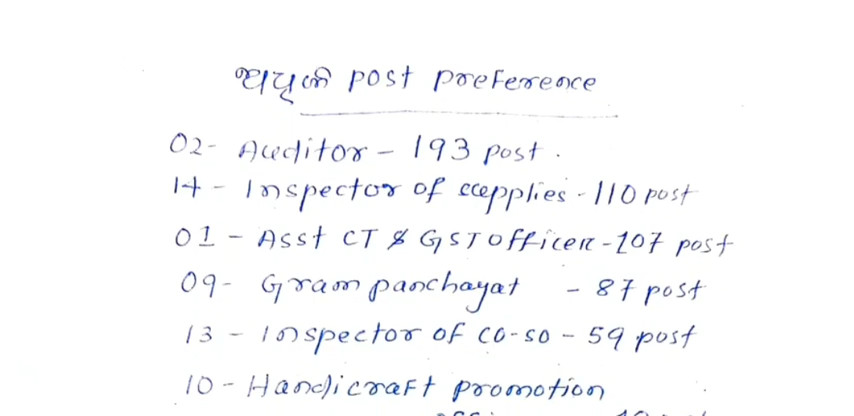 post preference
02- Auditor - 193 post.
14 - Inspector of supplies - 110 post
01 - Asst CT & GST officer - 107 post
09- Gram panchayat - 87 post
13 - Inspector of co-so - 59 post
10 - Handicraft promotion